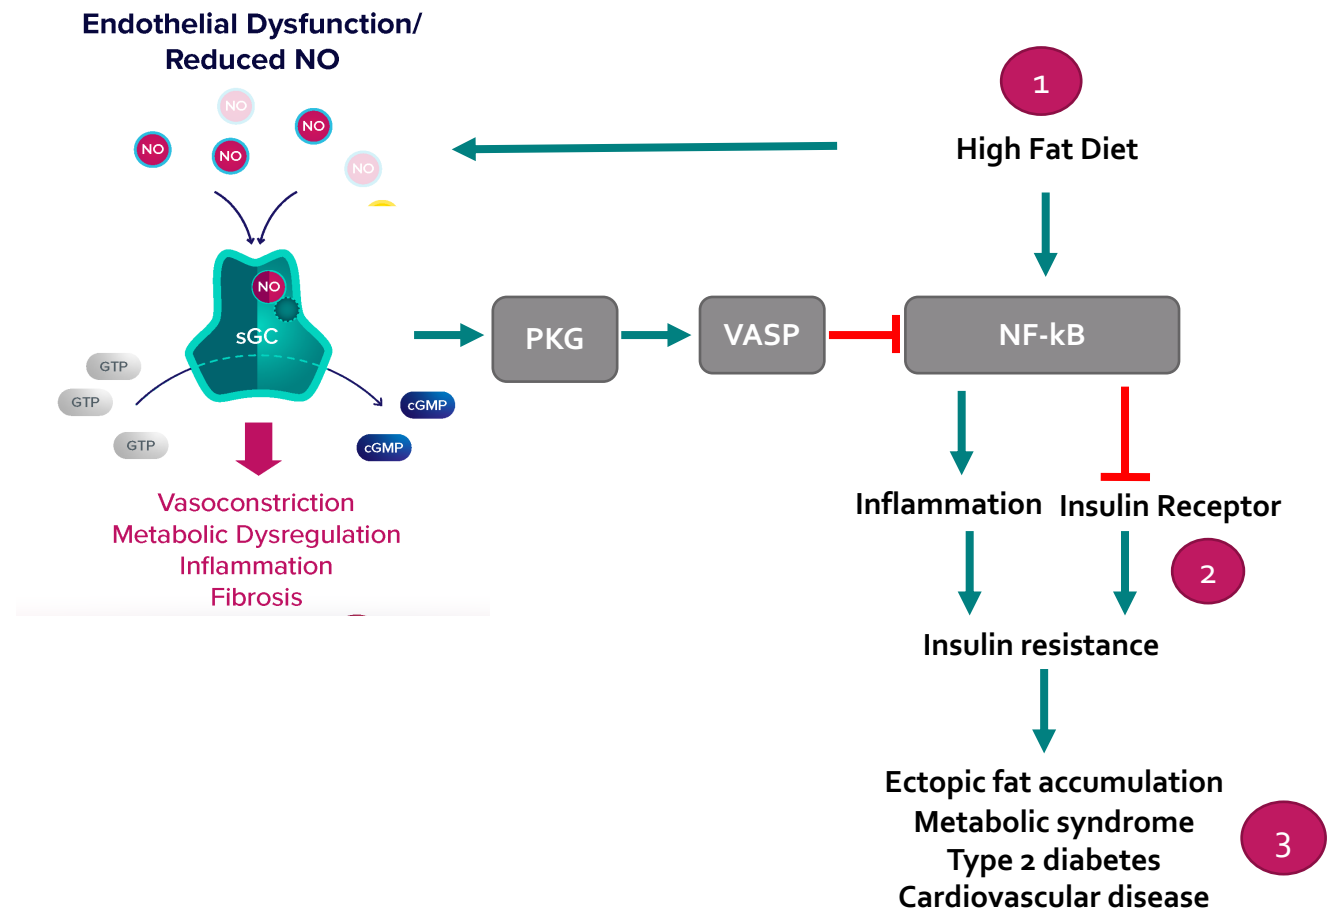 Endothelial Dysfunction/
Reduced NO
NO
NO
NO
NO
NO
1
High Fat Diet
NO
sGC
GTP
GTP
GTP
cGMP
cGMP
PKG
VASP
NF-kB
Vasoconstriction
Metabolic Dysregulation
Inflammation
Fibrosis
Inflammation
Insulin Receptor
2
Insulin resistance
Ectopic fat accumulation
Metabolic syndrome
Type 2 diabetes
Cardiovascular disease
3